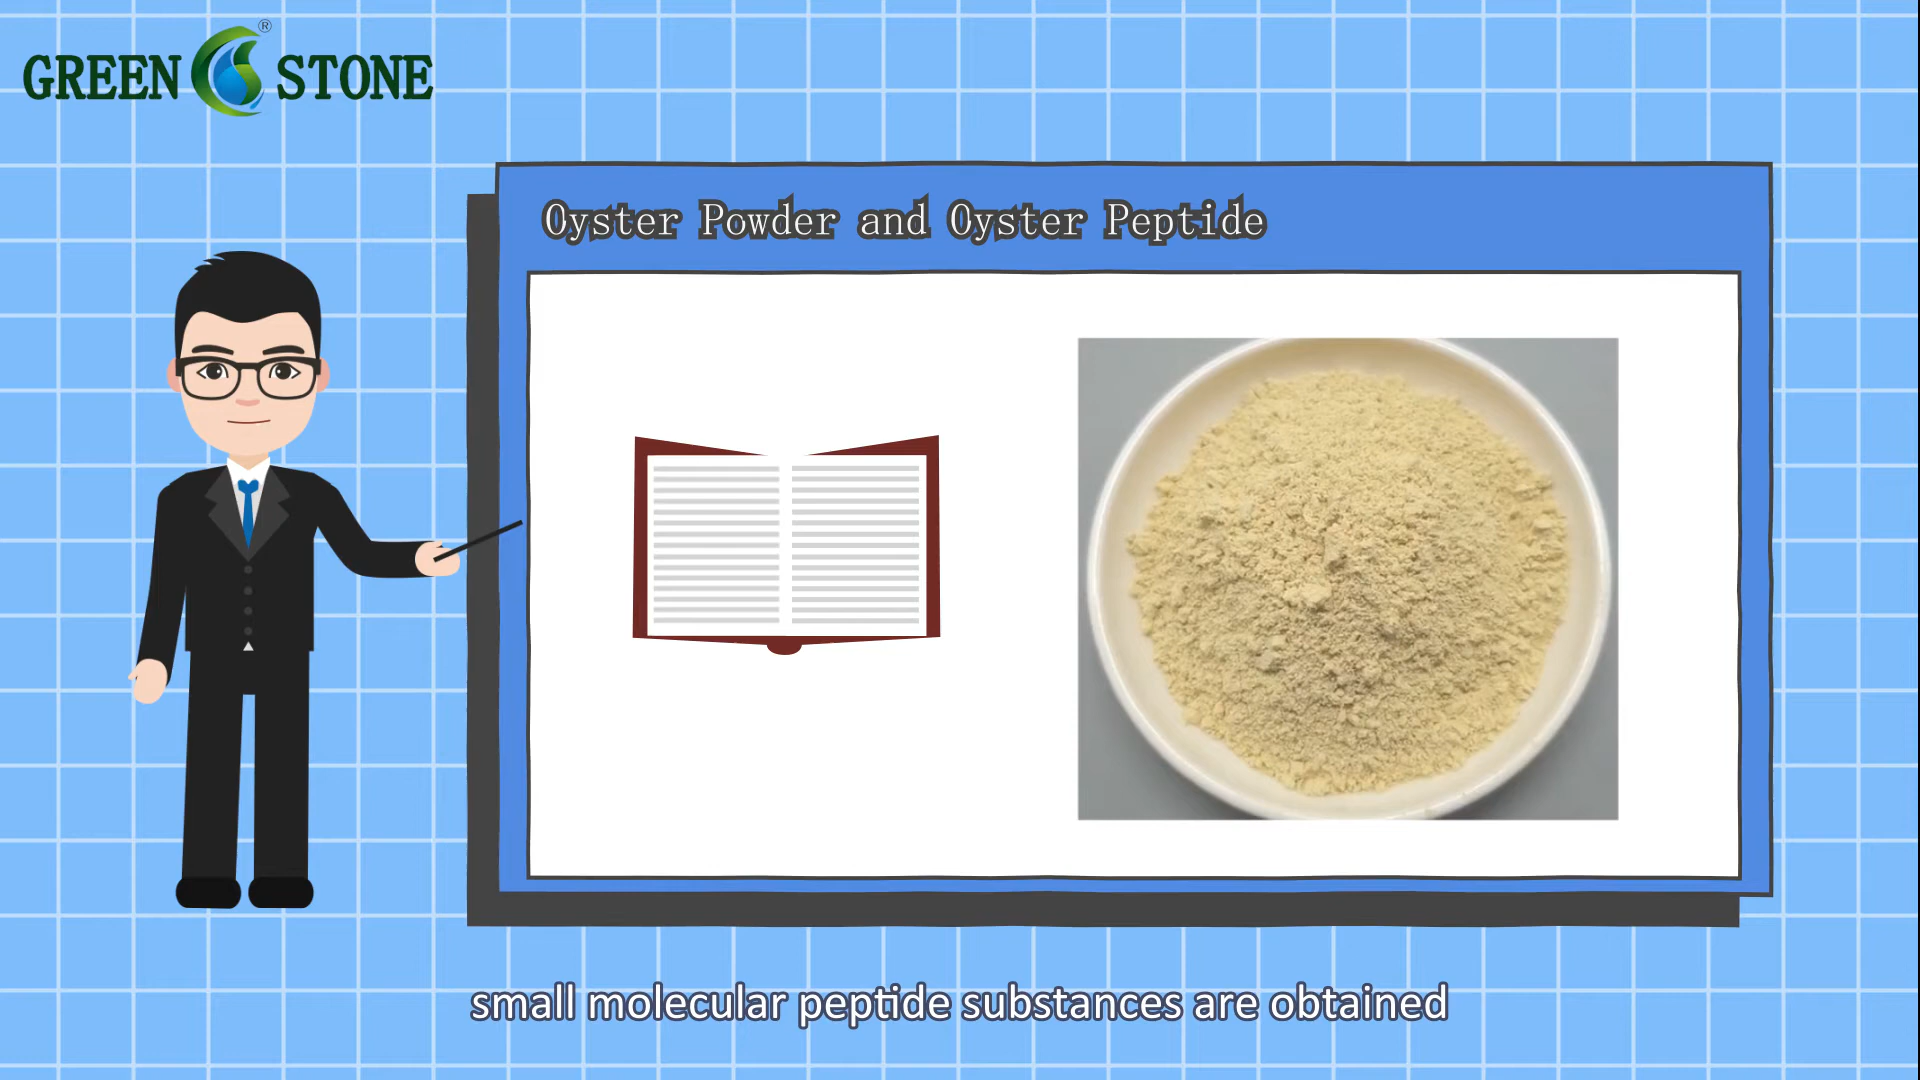 GREEN STONE
®
Oyster Powder and Oyster Peptide
small molecular peptide substances are obtained